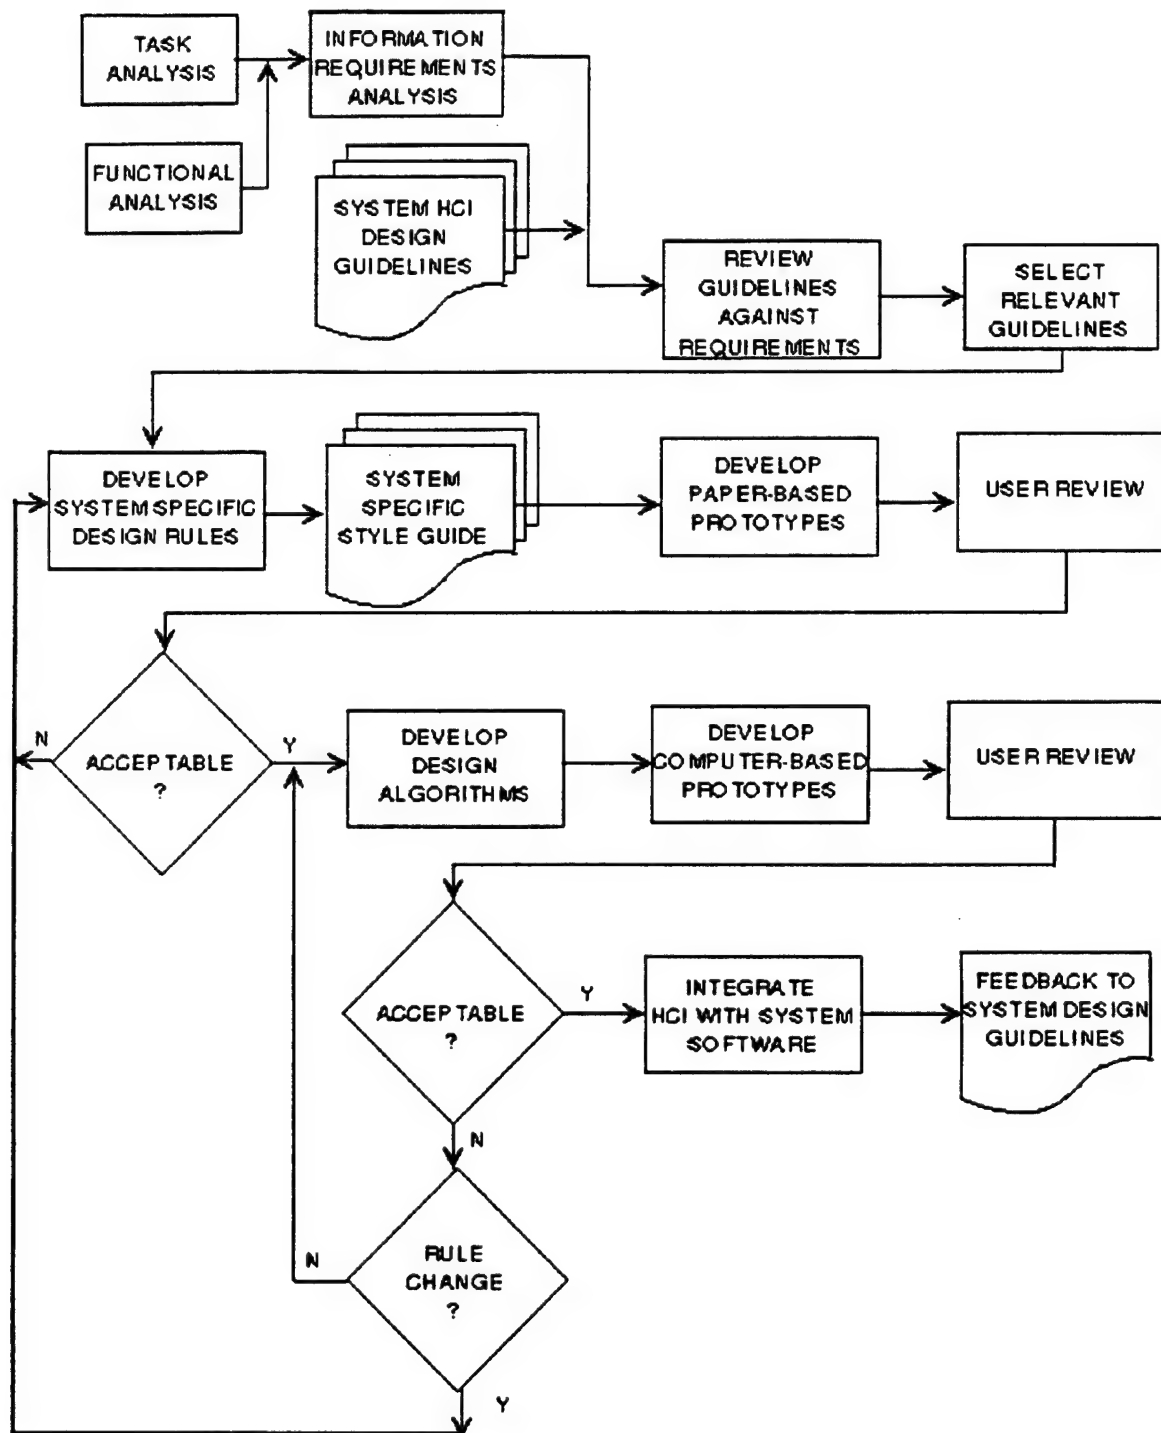 TASK
ANALYSIS
INFORMATION
REQUIREMENTS
ANALYSIS
FUNCTIONAL
ANALYSIS
SYSTEM HCI
DESIGN
GUIDELINES
REVIEW
GUIDELINES
AGAINST
REQUIREMENTS
SELECT
RELEVANT
GUIDELINES
DEVELOP
SYSTEM SPECIFIC
DESIGN RULES
SYSTEM
SPECIFIC
STYLE GUIDE
DEVELOP
PAPER-BASED
PROTOTYPES
USER REVIEW
N
ACCEPTABLE
?
Y
DEVELOP
DESIGN
ALGORITHMS
DEVELOP
COMPUTER-BASED
PROTOTYPES
USER REVIEW
ACCEPTABLE
?
Y
INTEGRATE
HCI WITH SYSTEM
SOFTWARE
FEEDBACK TO
SYSTEM DESIGN
GUIDELINES
N
RULE
CHANGE
?
N
Y